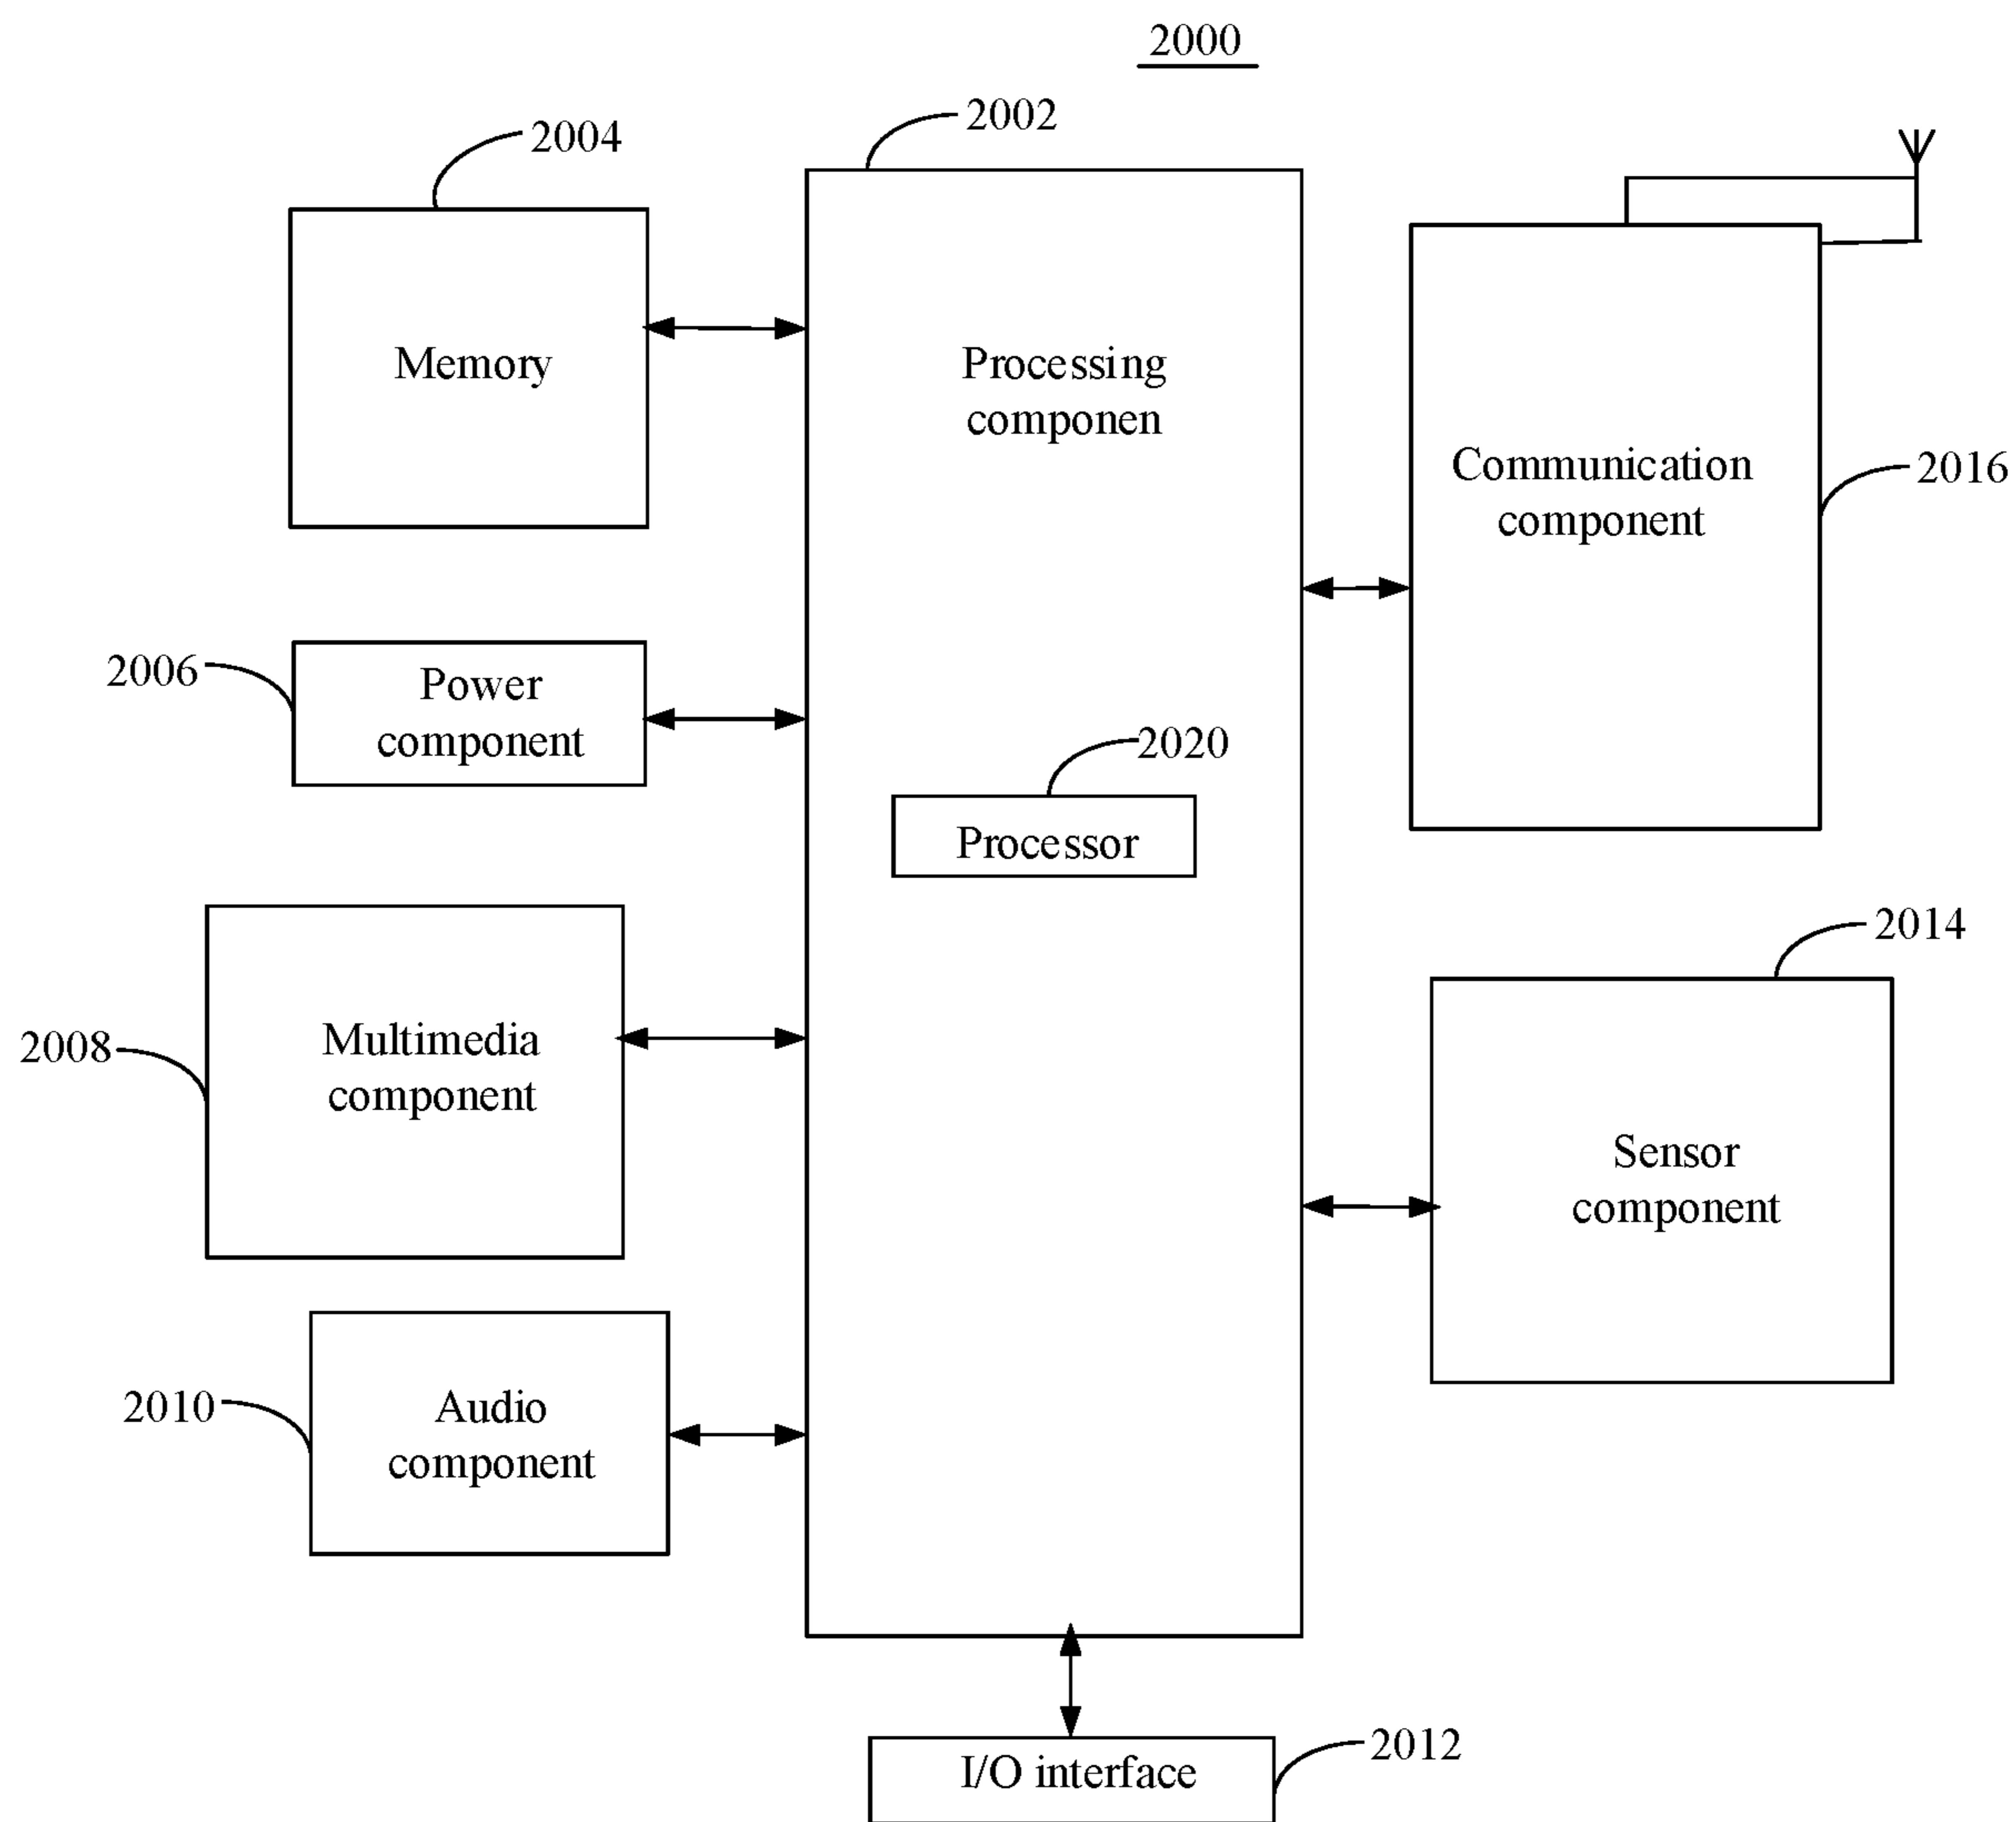 2000
2004
2002
Memory
Processing
componen
Communication
component
2016
2006
Power
component
2020
Processor
2014
2008
Multimedia
component
Sensor
component
2010
Audio
component
I/O interface
2012